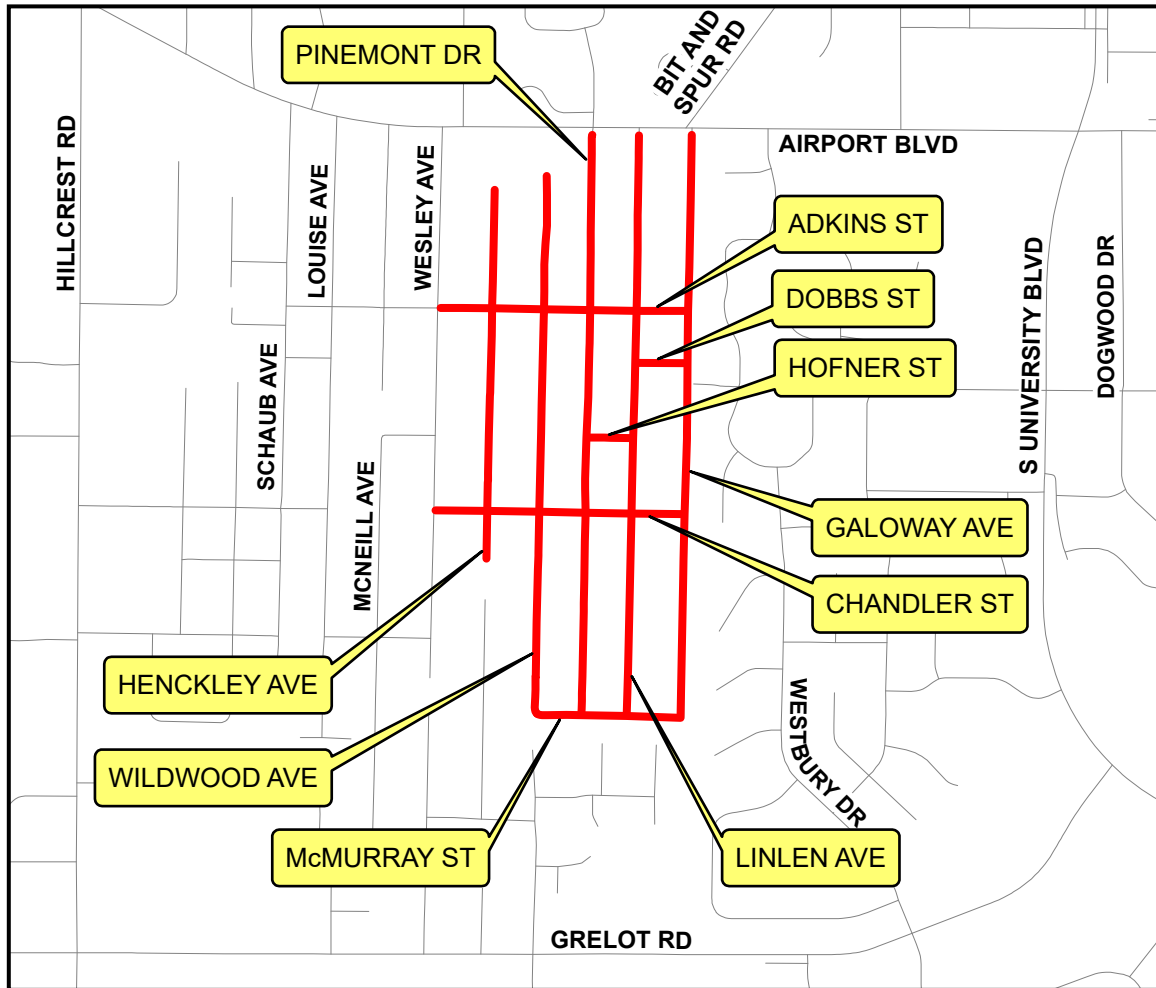 PINEMONT DR
BIT AND
SPUR RD
HILLCREST RD
AIRPORT BLVD
LOUISE AVE
WESLEY AVE
ADKINS ST
S UNIVERSITY BLVD
DOGWOOD DR
DOBBS ST
HOFNER ST
SCHAUB AVE
MCNEILL AVE
GALOWAY AVE
CHANDLER ST
HENCKLEY AVE
WESTBURY DR
WILDWOOD AVE
McMURRAY ST
LINLEN AVE
GRELOT RD